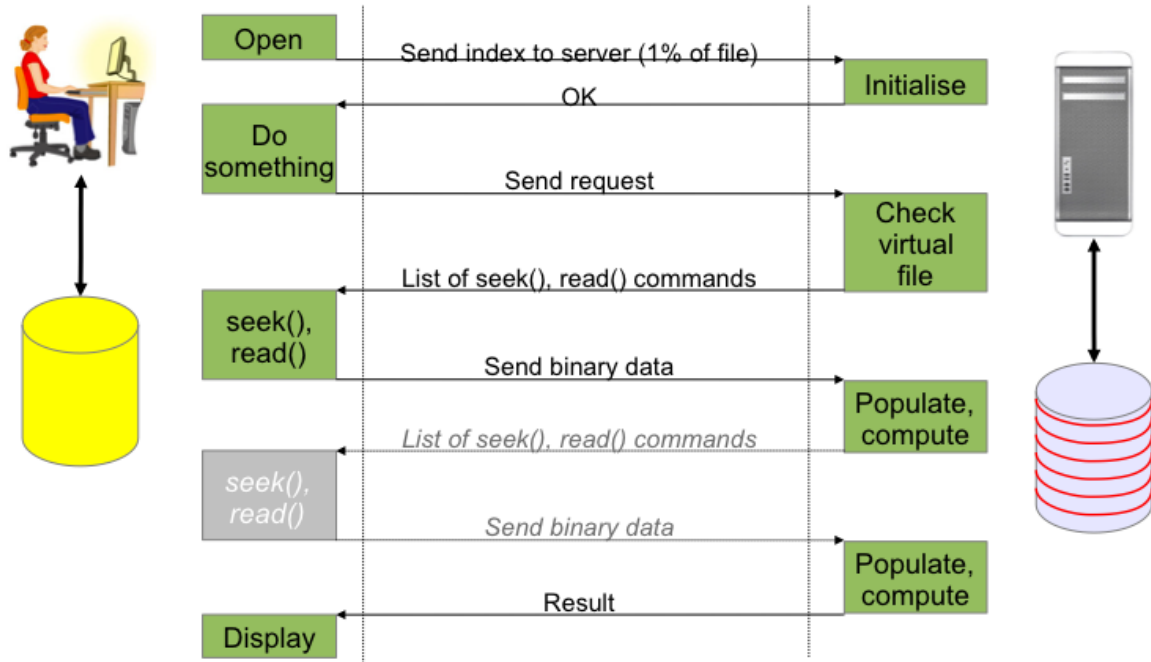 Open
Send index to server (1% of file)
Initialise
OK
Do
something
Send request
Check
virtual
file
List of seek(), read() commands
seek(),
read()
Send binary data
Populate,
compute
List of seek(), read() commands
seek(),
read()
Send binary data
Populate,
compute
Result
Display